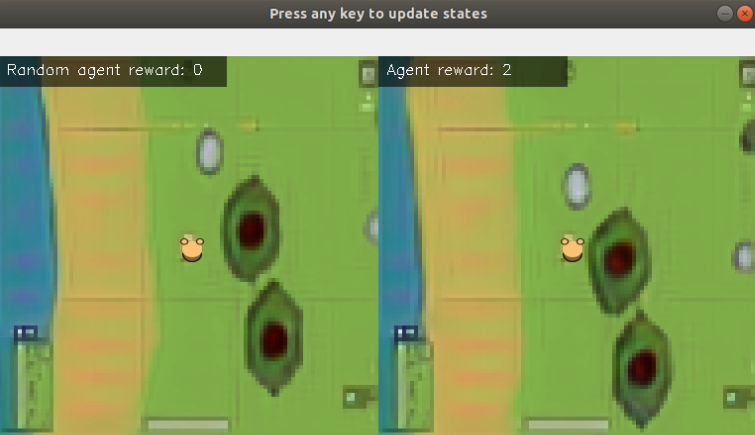 Press any key to update states
Random agent reward: 0
Agent reward: 2